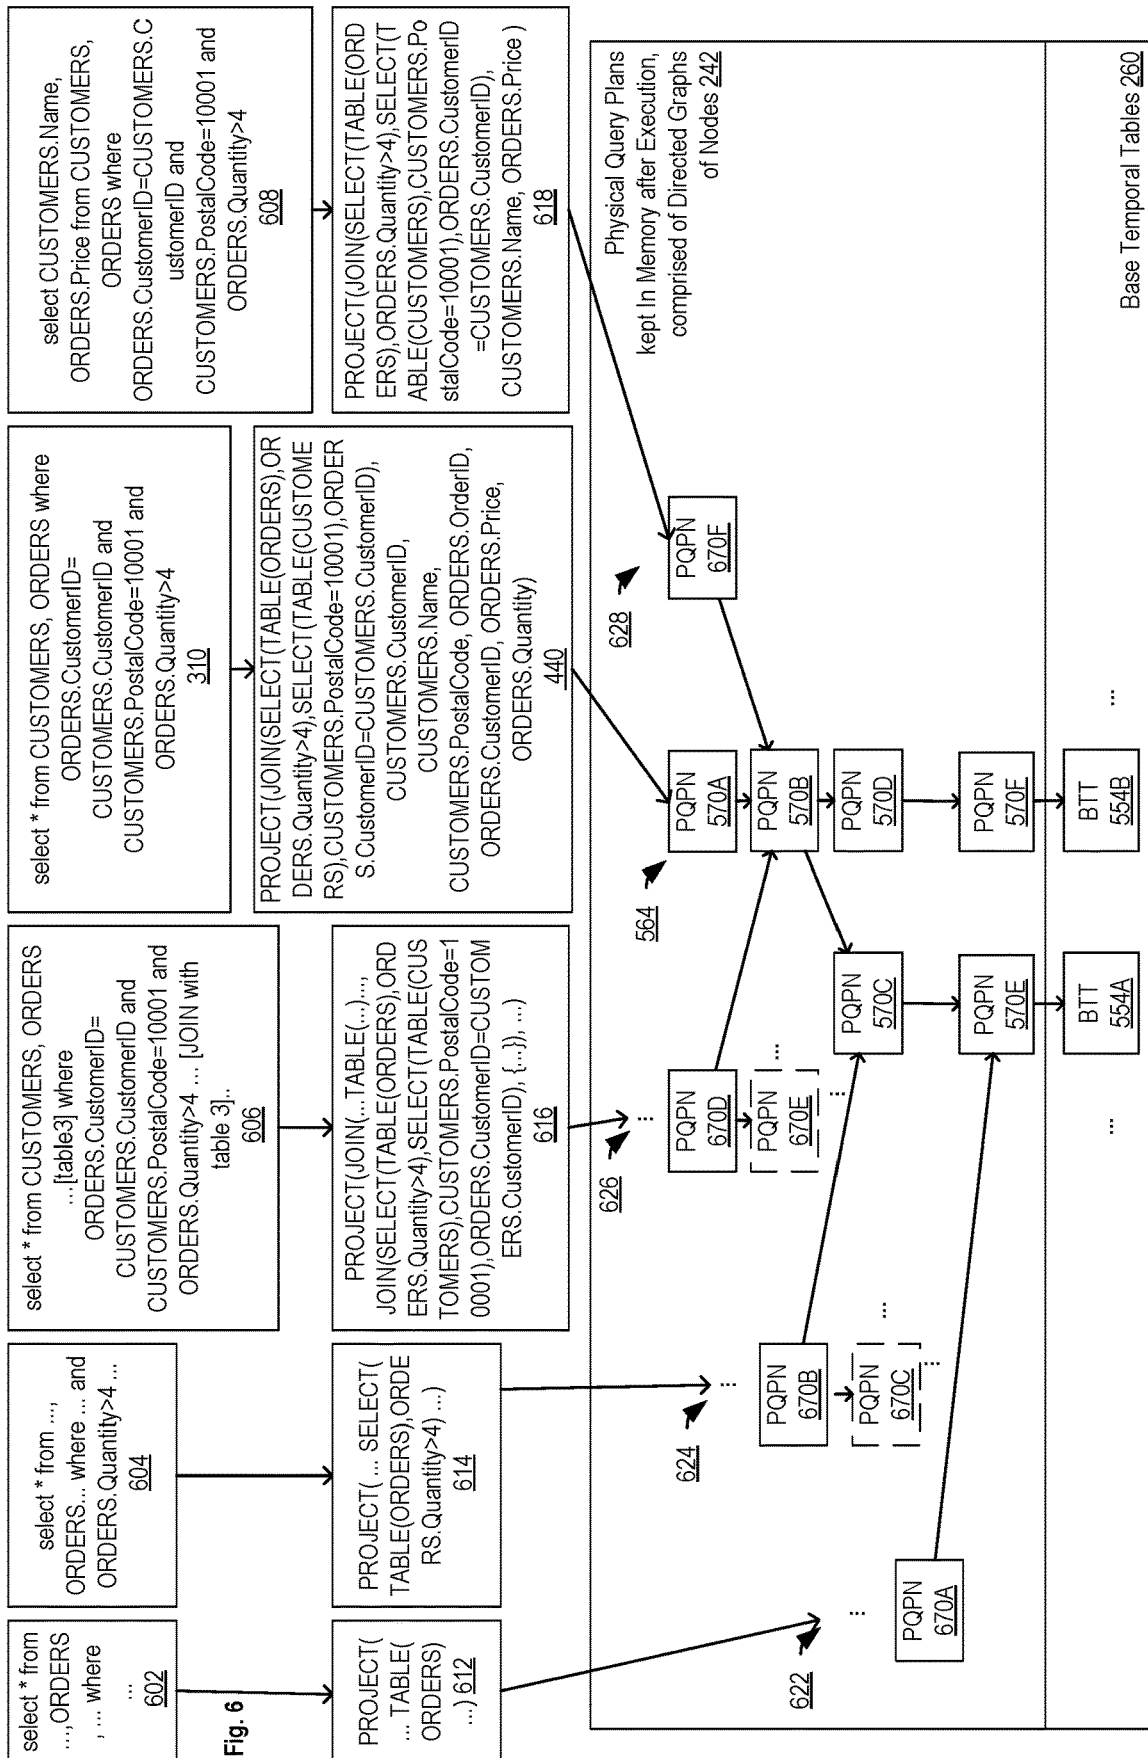 select * from
..., ORDERS
, ... where
...
602
select * from ...,
ORDERS... where ... and
ORDERS.Quantity>4 ...
604
select * from CUSTOMERS, ORDERS
...[table3] where
ORDERS.CustomerID=
CUSTOMERS.CustomerID and
CUSTOMERS.PostalCode=10001 and
ORDERS.Quantity>4 ... [JOIN with
table 3]..
606
select * from CUSTOMERS, ORDERS where
ORDERS.CustomerID=
CUSTOMERS.CustomerID and
CUSTOMERS.PostalCode=10001 and
ORDERS.Quantity>4
310
select CUSTOMERS.Name,
ORDERS.Price from CUSTOMERS,
ORDERS where
ORDERS.CustomerID=CUSTOMERS.C
ustomerID and
CUSTOMERS.PostalCode=10001 and
ORDERS.Quantity>4
608
Fig. 6
PROJECT(
... TABLE(
ORDERS)
...) 612
PROJECT( ... SELECT(
TABLE(ORDERS),ORDE
RS.Quantity>4) ...)
614
PROJECT(JOIN(...TABLE(...)...,
JOIN(SELECT(TABLE(ORDERS),ORD
ERS.Quantity>4),SELECT(TABLE(CUS
TOMERS),CUSTOMERS.PostalCode=1
0001),ORDERS.CustomerID=CUSTOM
ERS.CustomerID), {...}), ...)
616
PROJECT(JOIN(SELECT(TABLE(ORDERS),OR
DERS.Quantity>4),SELECT(TABLE(CUSTOME
RS),CUSTOMERS.PostalCode=10001),ORDER
S.CustomerID=CUSTOMERS.CustomerID),
CUSTOMERS.CustomerID,
CUSTOMERS.Name,
CUSTOMERS.PostalCode, ORDERS.OrderID,
ORDERS.CustomerID, ORDERS.Price,
ORDERS.Quantity)
440
PROJECT(JOIN(SELECT(TABLE(ORD
ERS),ORDERS.Quantity>4),SELECT(T
ABLE(CUSTOMERS),CUSTOMERS.Po
stalCode=10001),ORDERS.CustomerID
=CUSTOMERS.CustomerID),
CUSTOMERS.Name, ORDERS.Price )
618
Physical Query Plans
kept In Memory after Execution,
comprised of Directed Graphs
of Nodes 242
622
...
PQPN
670A
624
...
PQPN
670B
PQPN
670C
...
...
626
...
PQPN
670D
PQPN
670E
...
...
564
PQPN
570A
PQPN
570B
PQPN
570C
PQPN
570D
PQPN
570E
PQPN
570F
628
PQPN
670F
...
BTT
554A
BTT
554B
...
Base Temporal Tables 260